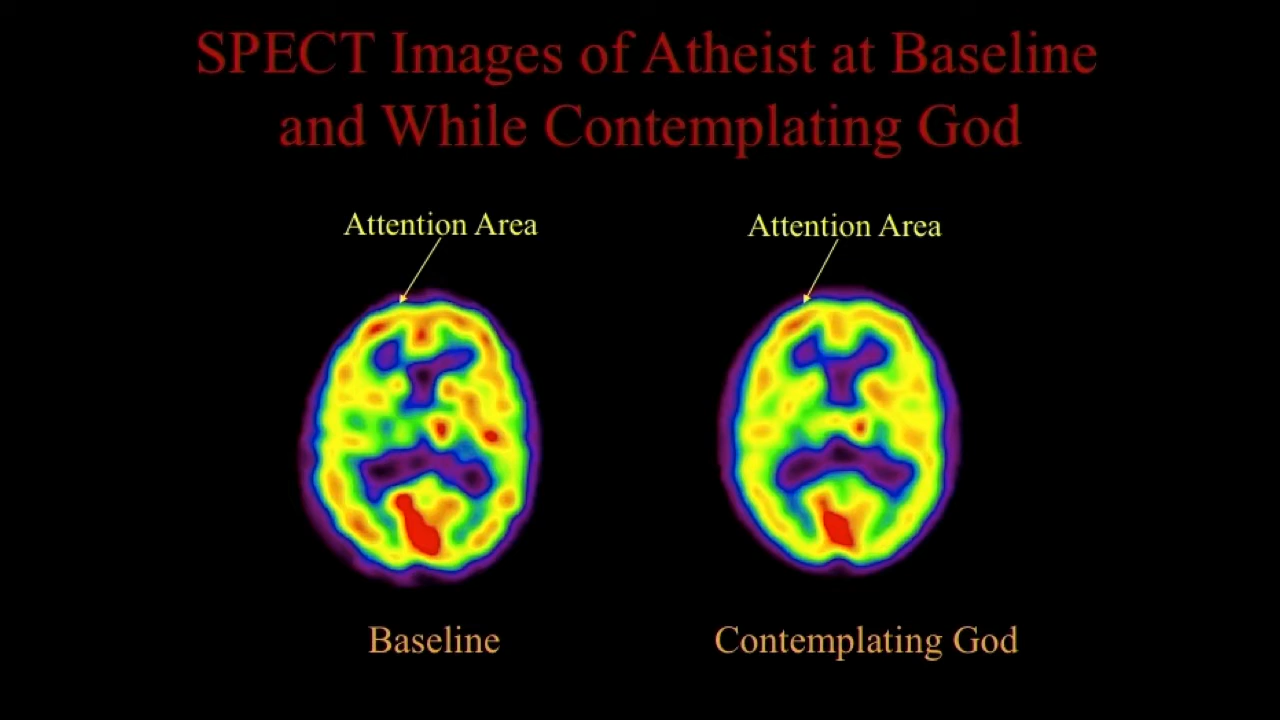 SPECT Images of Atheist at Baseline
and While Contemplating God
Attention Area
Attention Area
Baseline
Contemplating God